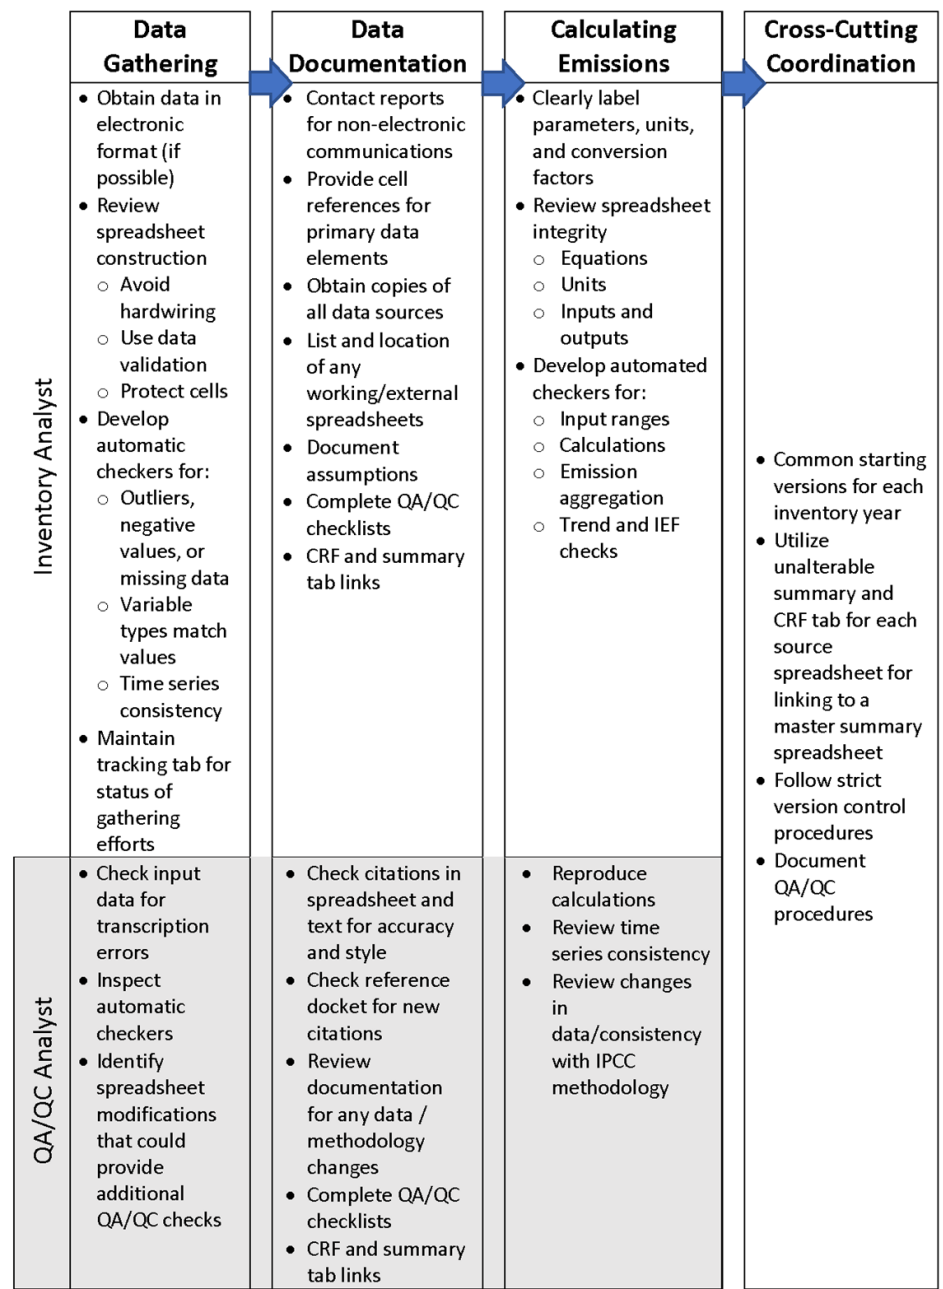 Data
Gathering
Data
Documentation
Calculating
Emissions
Cross-Cutting
Coordination
Inventory Analyst
• Obtain data in
electronic
format (if
possible)
• Review
spreadsheet
construction
○ Avoid
hardwiring
○ Use data
validation
○ Protect cells
• Develop
automatic
checkers for:
○ Outliers,
negative
values, or
missing data
○ Variable
types match
values
○ Time series
consistency
• Maintain
tracking tab for
status of
gathering
efforts
• Contact reports
for non-electronic
communications
• Provide cell
references for
primary data
elements
• Obtain copies of
all data sources
• List and location
of any
working/external
spreadsheets
• Document
assumptions
• Complete QA/QC
checklists
• CRF and summary
tab links
• Clearly label
parameters, units,
and conversion
factors
• Review spreadsheet
integrity
○ Equations
○ Units
○ Inputs and
outputs
• Develop automated
checkers for:
○ Input ranges
○ Calculations
○ Emission
aggregation
○ Trend and IEF
checks
• Common starting
versions for each
inventory year
• Utilize
unalterable
summary and
CRF tab for each
source
spreadsheet for
linking to a
master summary
spreadsheet
• Follow strict
version control
procedures
• Document
QA/QC
procedures
QA/QC Analyst
• Check input
data for
transcription
errors
• Inspect
automatic
checkers
• Identify
spreadsheet
modifications
that could
provide
additional
QA/QC checks
• Check citations in
spreadsheet and
text for accuracy
and style
• Check reference
docket for new
citations
• Review
documentation
for any data /
methodology
changes
• Complete QA/QC
checklists
• CRF and summary
tab links
• Reproduce
calculations
• Review time
series consistency
• Review changes
in
data/consistency
with IPCC
methodology